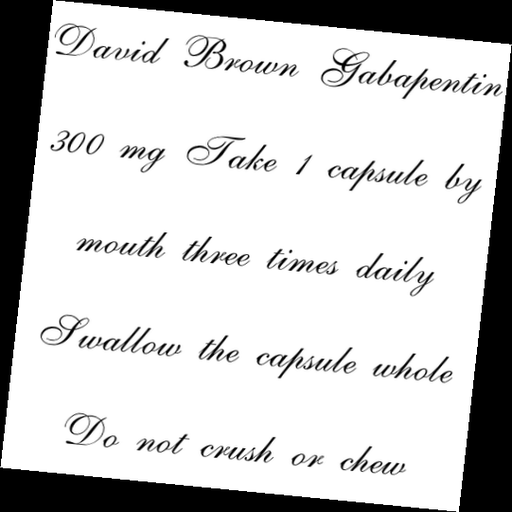 David Brown Gabapentin
300 mg Take 1 capsule by
mouth three times daily
Swallow the capsule whole
Do not crush or chew